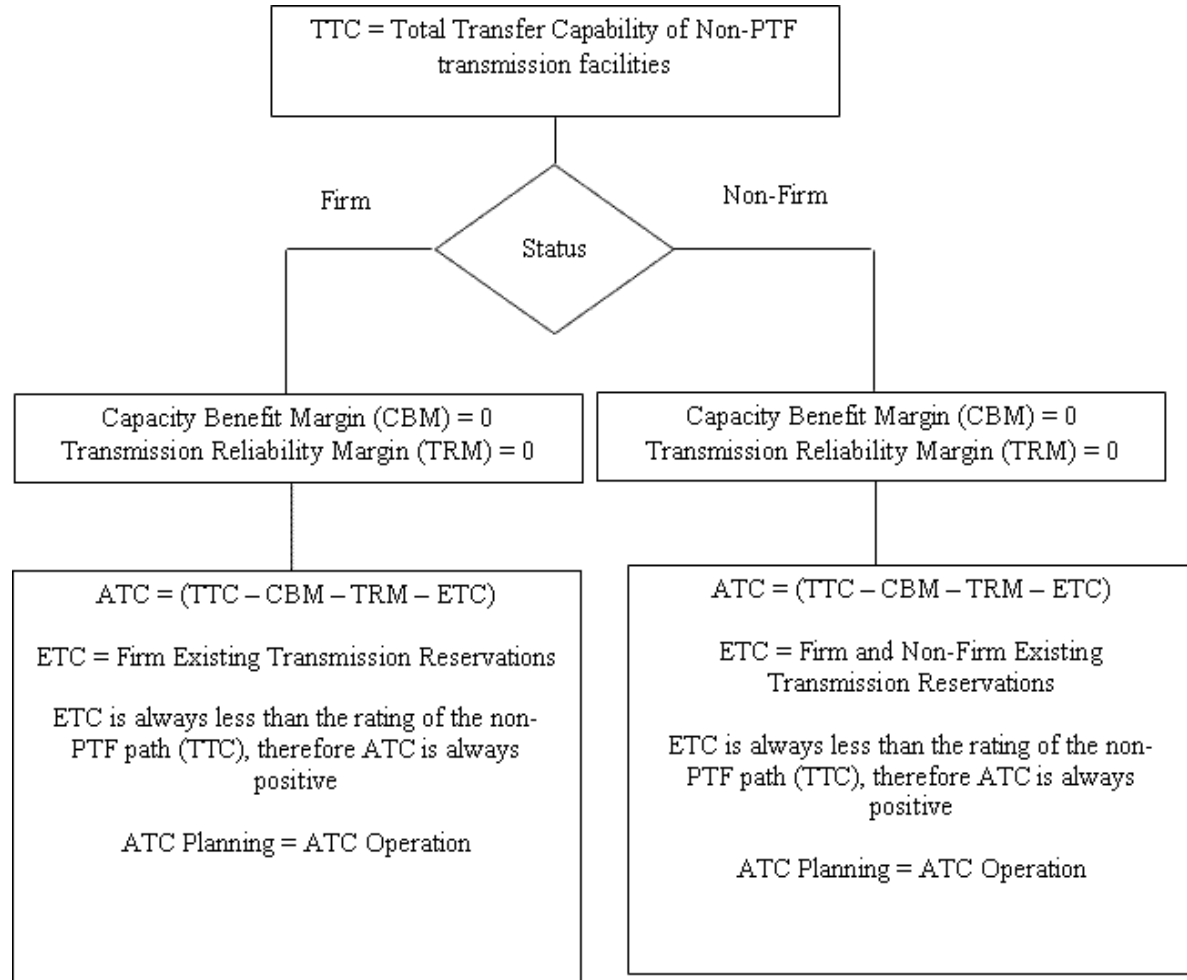 TTC = Total Transfer Capability of Non-PTF
transmission facilities
Firm
Non-Firm
Status
Capacity Benefit Margin (CBM) = 0
Transmission Reliability Margin (TRM) = 0
Capacity Benefit Margin (CBM) = 0
Transmission Reliability Margin (TRM) = 0
ATC = (TTC – CBM – TRM – ETC)
ETC = Firm Existing Transmission Reservations
ETC is always less than the rating of the non-
PTF path (TTC), therefore ATC is always
positive
ATC Planning = ATC Operation
ATC = (TTC – CBM – TRM – ETC)
ETC = Firm and Non-Firm Existing
Transmission Reservations
ETC is always less than the rating of the non-
PTF path (TTC), therefore ATC is always
positive
ATC Planning = ATC Operation